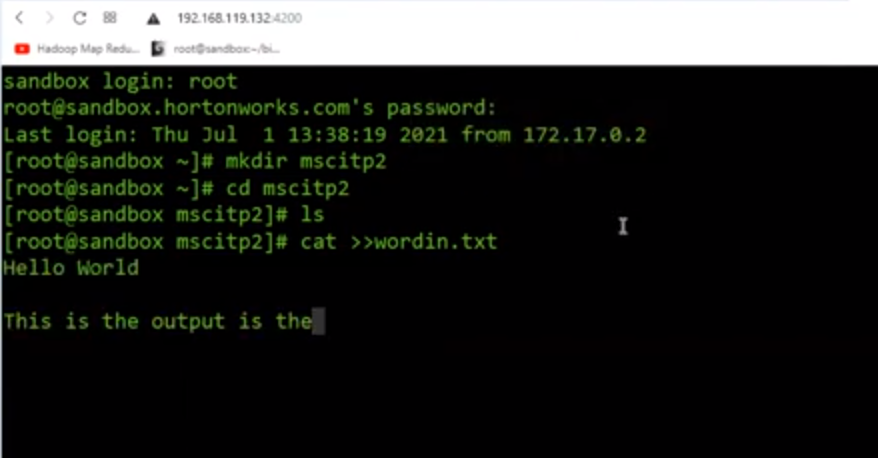 192.168.119.132:4200
Hadoop Map Redu... root@sandbox:~/bi...
sandbox login: root
root@sandbox.hortonworks.com's password:
Last login: Thu Jul  1 13:38:19 2021 from 172.17.0.2
[root@sandbox ~]# mkdir mscitp2
[root@sandbox ~]# cd mscitp2
[root@sandbox mscitp2]# ls
[root@sandbox mscitp2]# cat >>wordin.txt
Hello World
This is the output is the